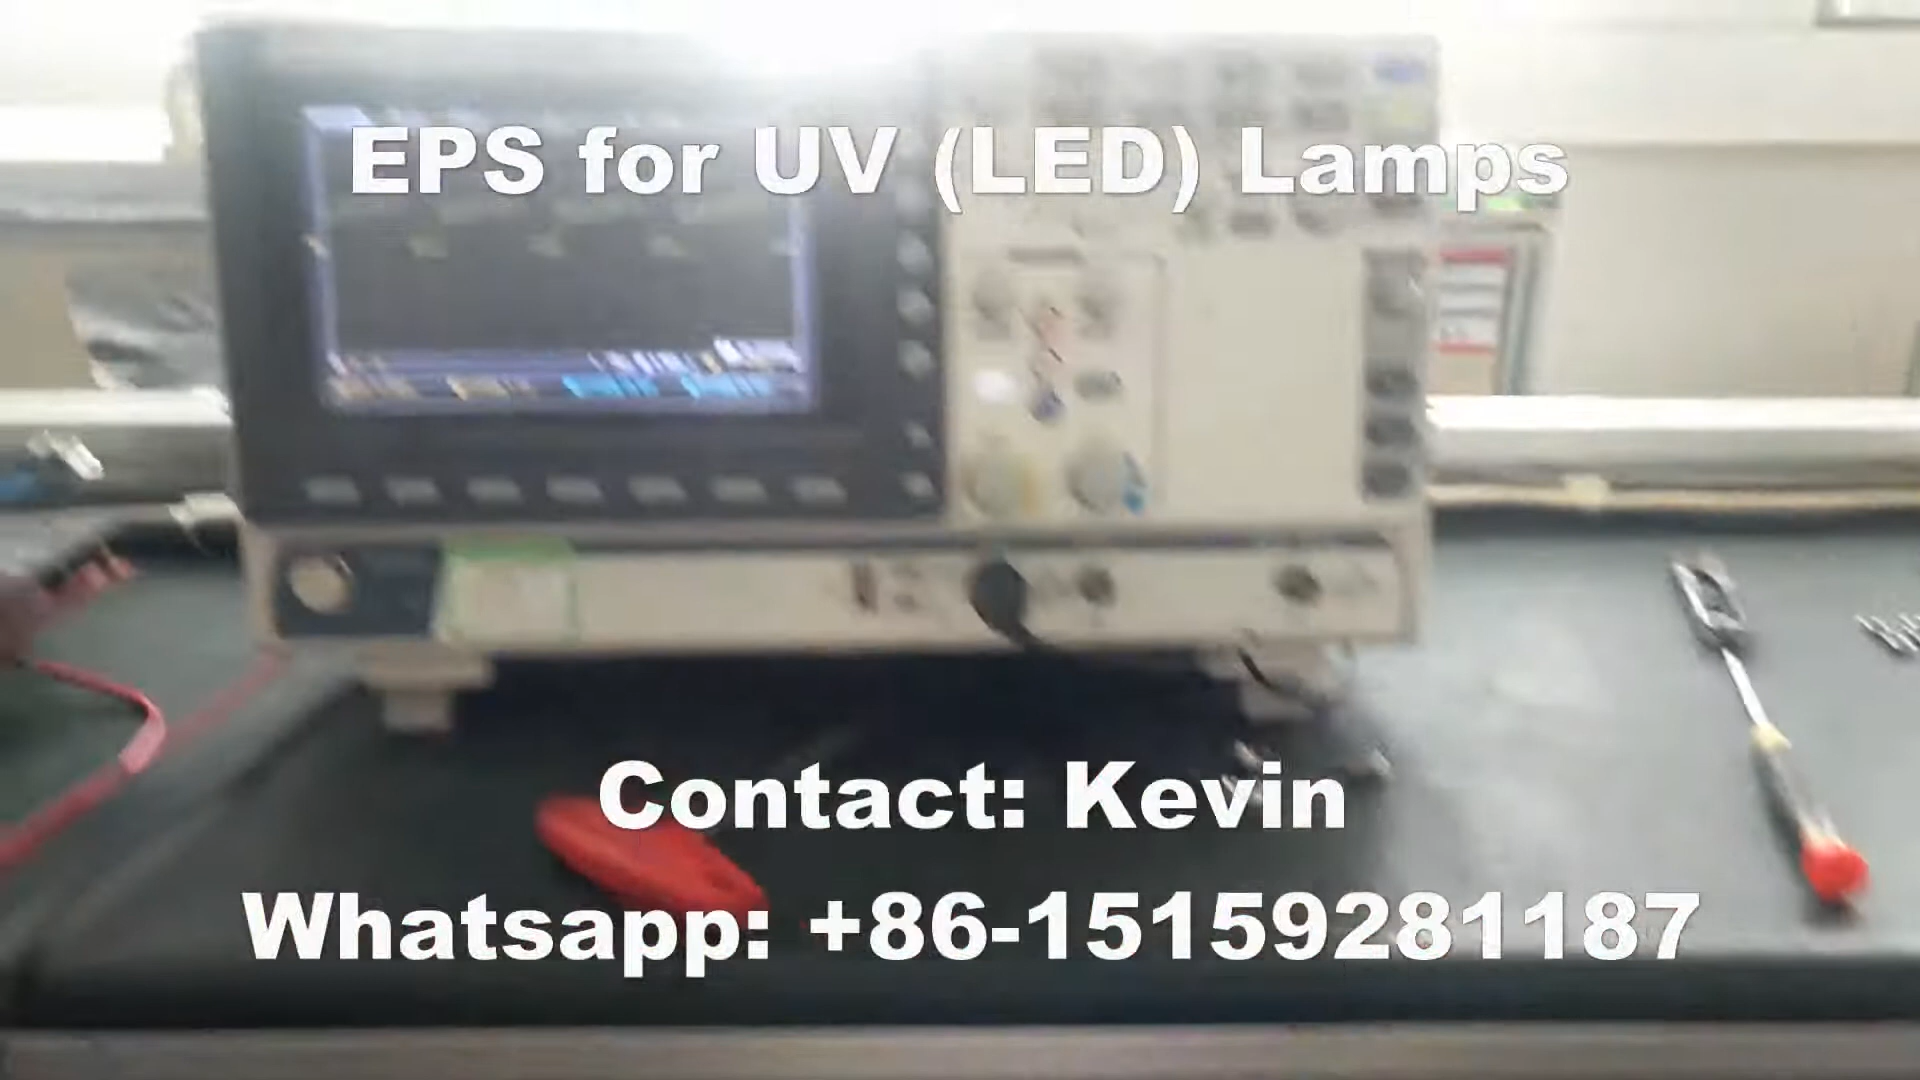 EPS for UV (LED) Lamps
Contact: Kevin
Whatsapp: +86-15159281187